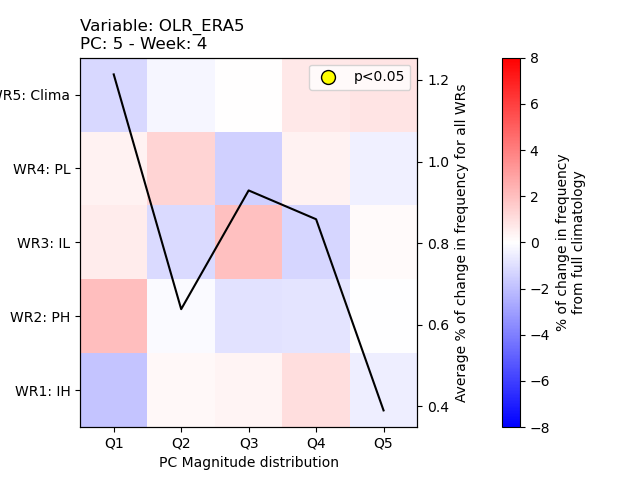 Variable: OLR_ERA5
PC: 5 - Week: 4
p<0.05
WR5: Clima
WR4: PL
WR3: IL
WR2: PH
WR1: IH
Q1 Q2 Q3 Q4 Q5
PC Magnitude distribution
1.2
1.0
0.8
0.6
0.4
Average % of change in frequency for all WRs
8
6
4
2
0
−2
−4
−6
−8
% of change in frequency
from full climatology